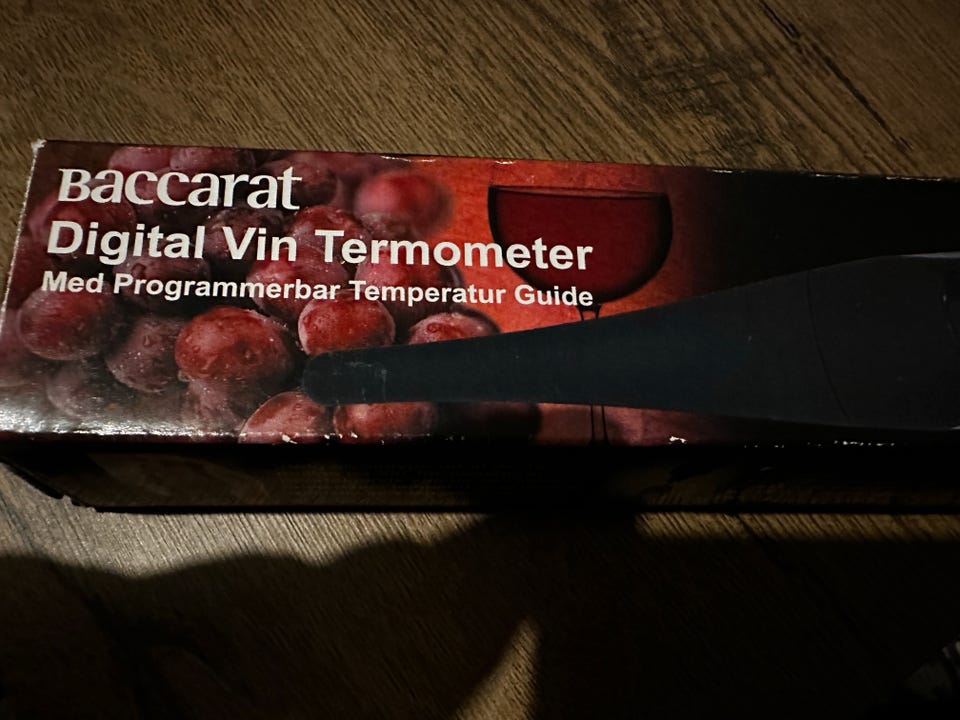 Baccarat
Digital Vin Termometer
Med Programmerbar Temperatur Guide